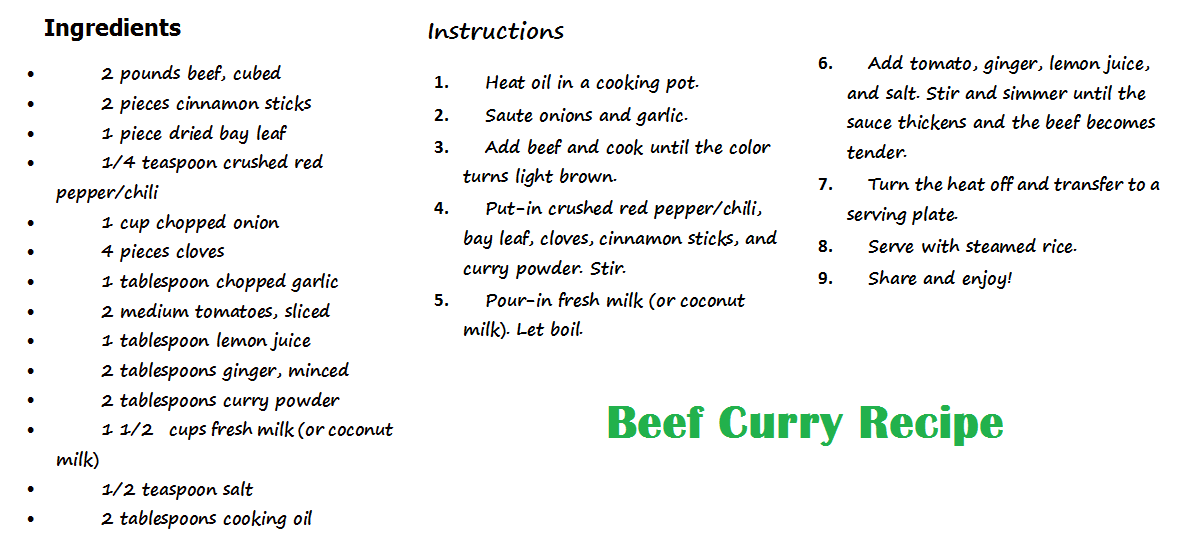 Ingredients
• 2 pounds beef, cubed
• 2 pieces cinnamon sticks
• 1 piece dried bay leaf
• 1/4 teaspoon crushed red
pepper/chili
• 1 cup chopped onion
• 4 pieces cloves
• 1 tablespoon chopped garlic
• 2 medium tomatoes, sliced
• 1 tablespoon lemon juice
• 2 tablespoons ginger, minced
• 2 tablespoons curry powder
• 1 1/2 cups fresh milk (or coconut
milk)
• 1/2 teaspoon salt
• 2 tablespoons cooking oil
Instructions
1. Heat oil in a cooking pot.
2. Saute onions and garlic.
3. Add beef and cook until the color
turns light brown.
4. Put-in crushed red pepper/chili,
bay leaf, cloves, cinnamon sticks, and
curry powder. Stir.
5. Pour-in fresh milk (or coconut
milk). Let boil.
6. Add tomato, ginger, lemon juice,
and salt. Stir and simmer until the
sauce thickens and the beef becomes
tender.
7. Turn the heat off and transfer to a
serving plate.
8. Serve with steamed rice.
9. Share and enjoy!
Beef Curry Recipe